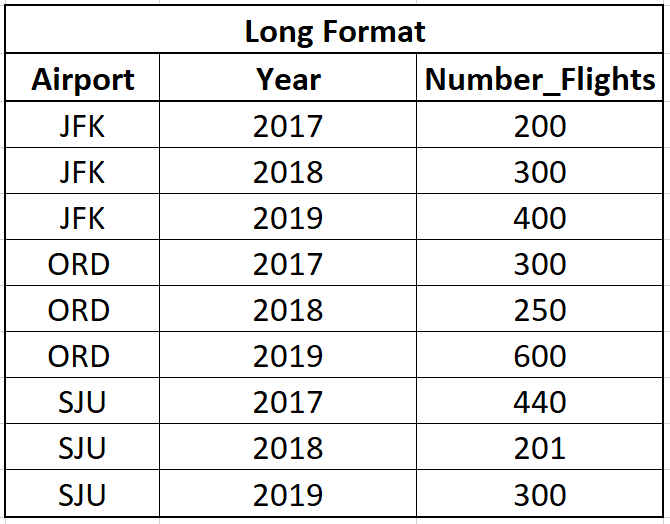 Long Format
Airport Year Number_Flights
JFK 2017 200
JFK 2018 300
JFK 2019 400
ORD 2017 300
ORD 2018 250
ORD 2019 600
SJU 2017 440
SJU 2018 201
SJU 2019 300